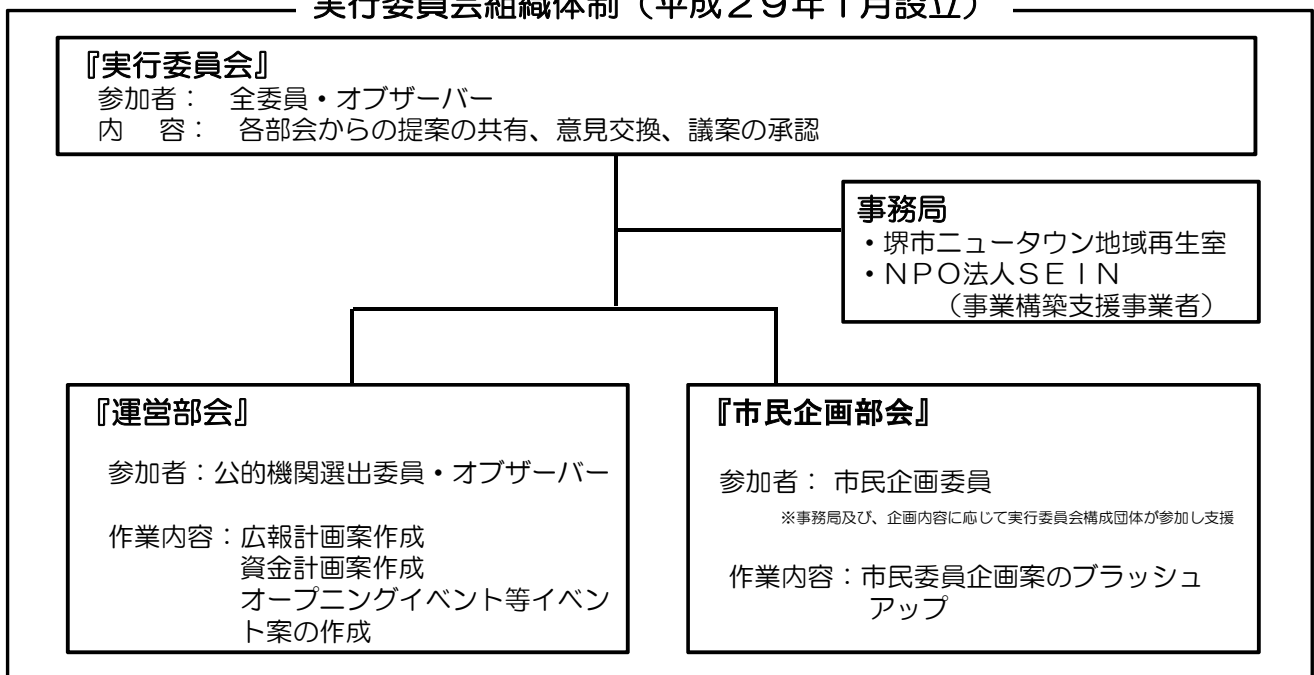 実行委員会組織体制（平成２９年１月設立）
『実行委員会』
参加者： 全委員・オブザーバー
内　容： 各部会からの提案の共有、意見交換、議案の承認
事務局
・堺市ニュータウン地域再生室
・ＮＰＯ法人ＳＥＩＮ
（事業構築支援事業者）
『運営部会』
参加者：公的機関選出委員・オブザーバー
作業内容：広報計画案作成
資金計画案作成
オープニングイベント等イベン
ト案の作成
『市民企画部会』
参加者： 市民企画委員
※事務局及び、企画内容に応じて実行委員会構成団体が参加し支援
作業内容：市民委員企画案のブラッシュ
アップ